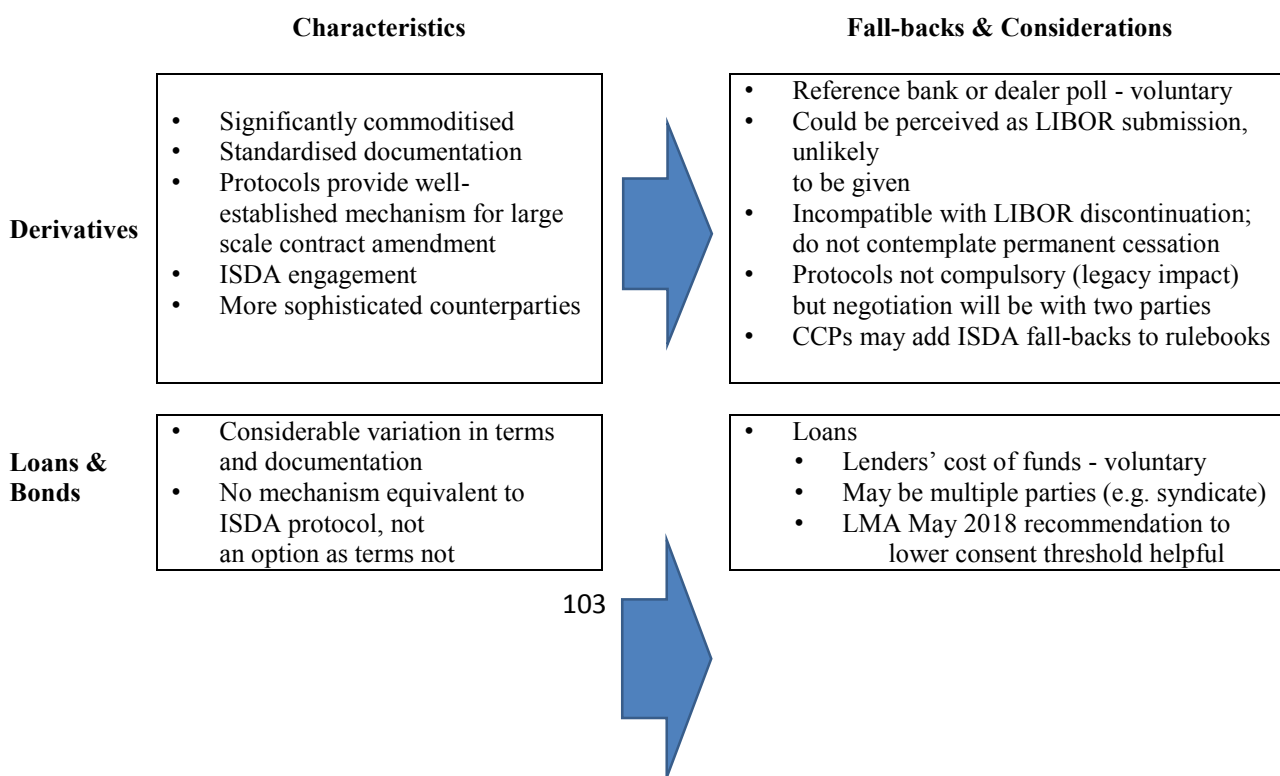 Characteristics
Fall-backs & Considerations
Derivatives
• Significantly commoditised
• Standardised documentation
• Protocols provide well-
established mechanism for large
scale contract amendment
• ISDA engagement
• More sophisticated counterparties
• Reference bank or dealer poll - voluntary
• Could be perceived as LIBOR submission,
unlikely
to be given
• Incompatible with LIBOR discontinuation;
do not contemplate permanent cessation
• Protocols not compulsory (legacy impact)
but negotiation will be with two parties
• CCPs may add ISDA fall-backs to rulebooks
Loans &
Bonds
• Considerable variation in terms
and documentation
• No mechanism equivalent to
ISDA protocol, not
an option as terms not
• Loans
• Lenders’ cost of funds - voluntary
• May be multiple parties (e.g. syndicate)
• LMA May 2018 recommendation to
lower consent threshold helpful
103